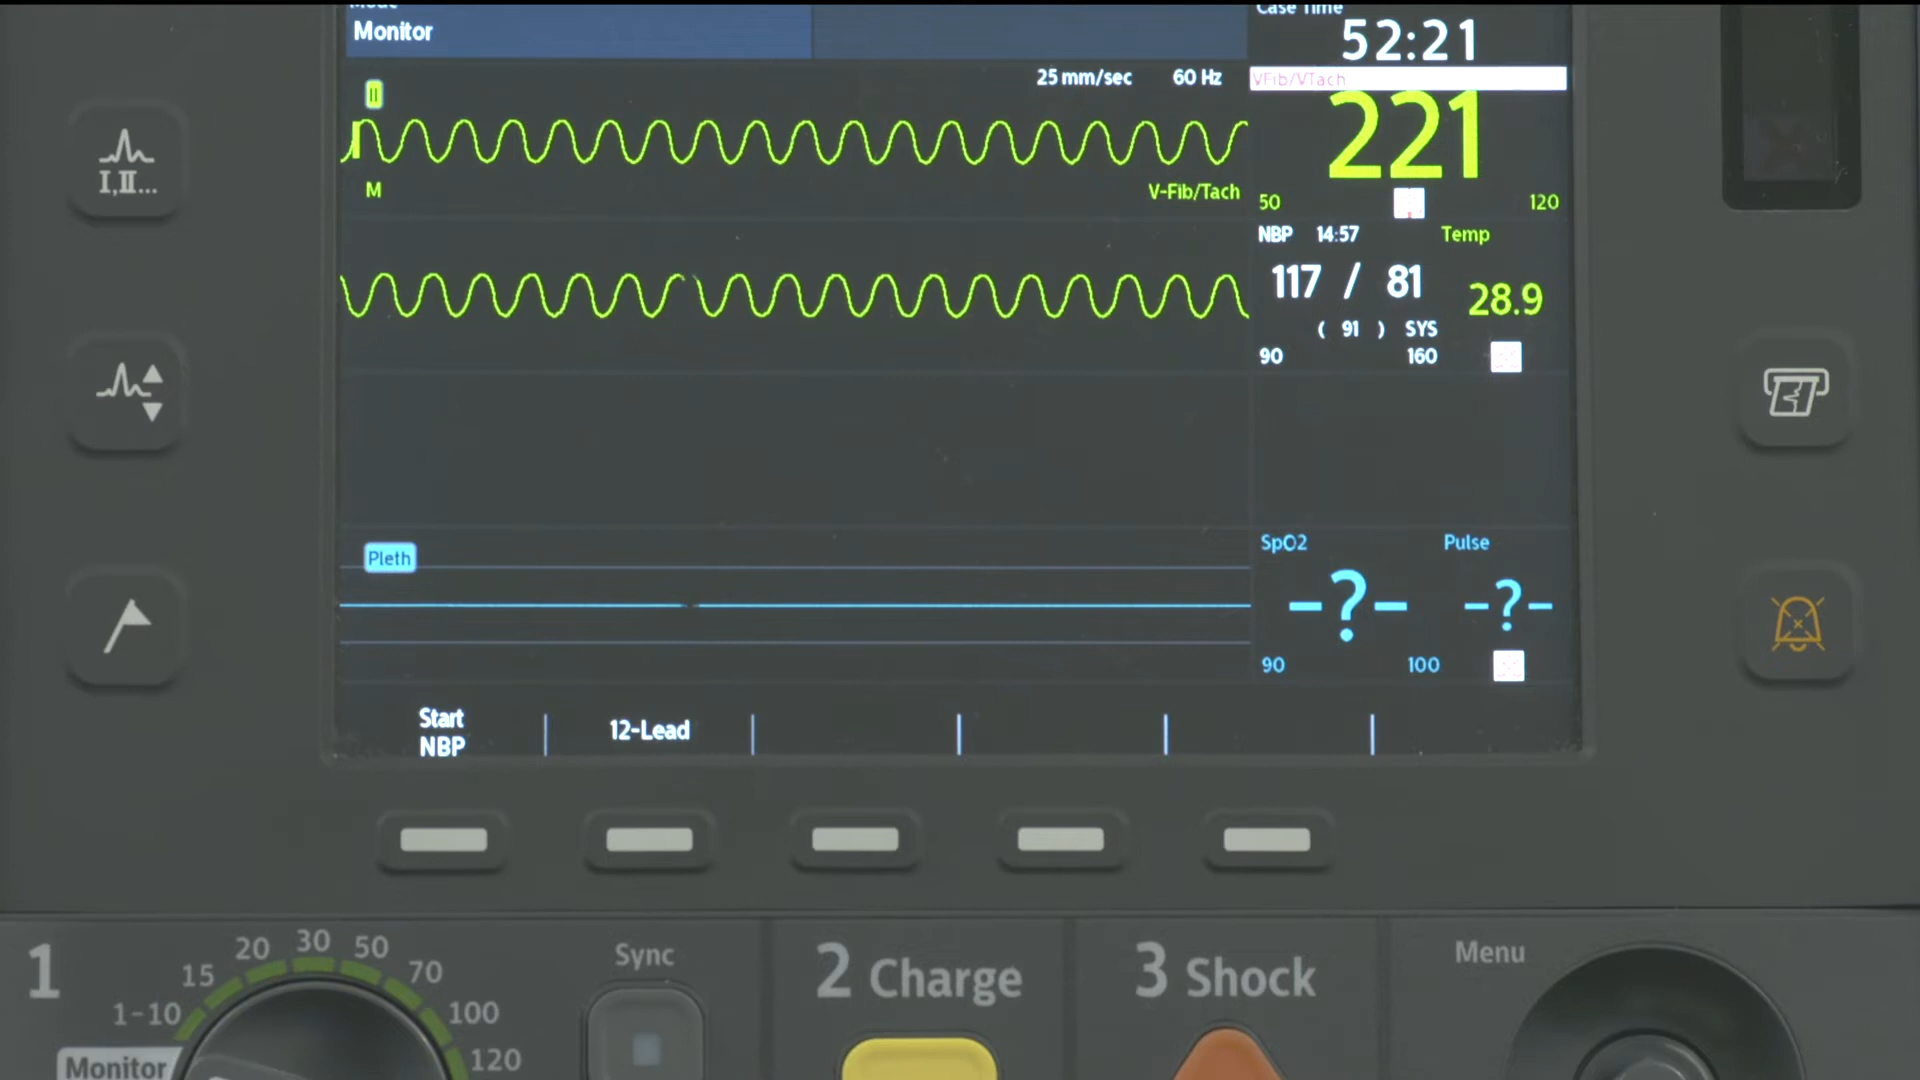 Mode
Monitor
Case Time
52:21
25 mm/sec 60 Hz
VFib/VTach
II
221
M
V-Fib/Tach
50 120
NBP 14:57 Temp
117 / 81
28.9
( 91 ) SYS
90 160
I,II...
Pleth
SpO2 Pulse
-?- -?-
90 100
Start
NBP
12-Lead
1
1-10
15
20
30
50
70
100
120
Monitor
Sync
2 Charge
3 Shock
Menu